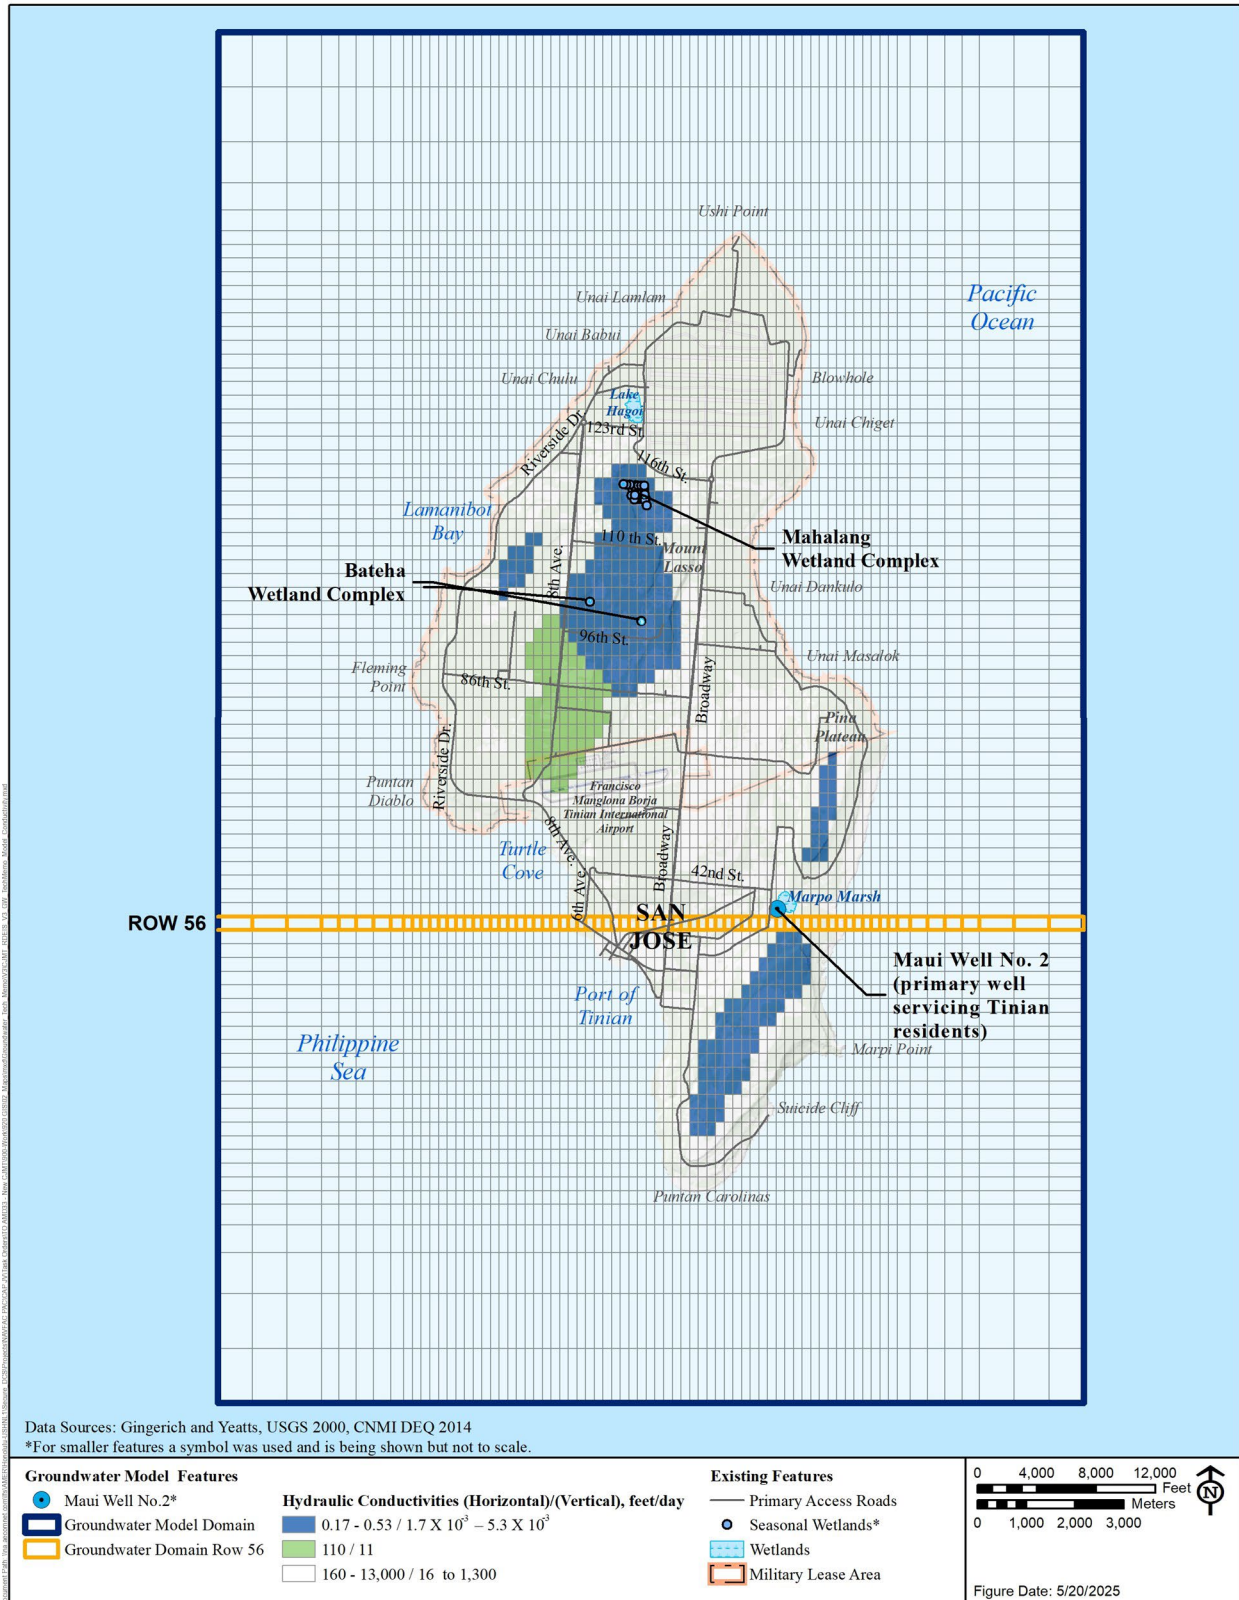 Ushi Point
Pacific
Ocean
Unai Lamlam
Unai Babui
Unai Chulu
Blowhole
Lake
Hagoi
Unai Chiget
123rd St.
Riverside Dr.
116th St.
Lamanibot
Bay
110 th St.
Mount
Lasso
Mahalang
Wetland Complex
8th Ave.
Bateha
Wetland Complex
Unai Dankulo
96th St.
Unai Masalok
Fleming
Point
86th St.
Broadway
Pina
Plateau
Riverside Dr.
Puntan
Diablo
Francisco
Manglona Borja
Tinian International
Airport
8th Ave.
Turtle
Cove
Broadway
42nd St.
6th Ave.
Marpo Marsh
ROW 56
SAN
JOSE
Maui Well No. 2
(primary well
servicing Tinian
residents)
Port of
Tinian
Philippine
Sea
Marpi Point
Suicide Cliff
Puntan Carolinas
Data Sources: Gingerich and Yeatts, USGS 2000, CNMI DEQ 2014
*For smaller features a symbol was used and is being shown but not to scale.
Groundwater Model Features
Maui Well No.2*
Groundwater Model Domain
Groundwater Domain Row 56
Hydraulic Conductivities (Horizontal)/(Vertical), feet/day
0.17 - 0.53 / 1.7 X 10⁻³ – 5.3 X 10⁻³
110 / 11
160 - 13,000 / 16 to 1,300
Existing Features
Primary Access Roads
Seasonal Wetlands*
Wetlands
Military Lease Area
0 4,000 8,000 12,000
Feet
Meters
0 1,000 2,000 3,000
N
Figure Date: 5/20/2025